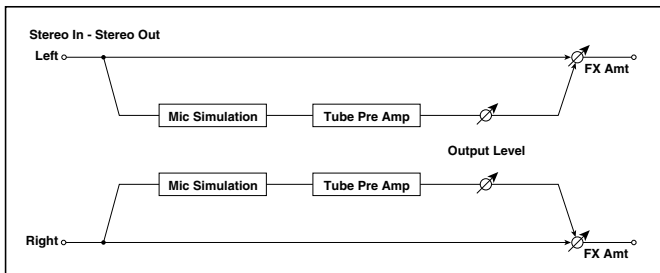 Stereo In - Stereo Out
Left
FX Amt
Mic Simulation
Tube Pre Amp
Output Level
Mic Simulation
Tube Pre Amp
Right
FX Amt